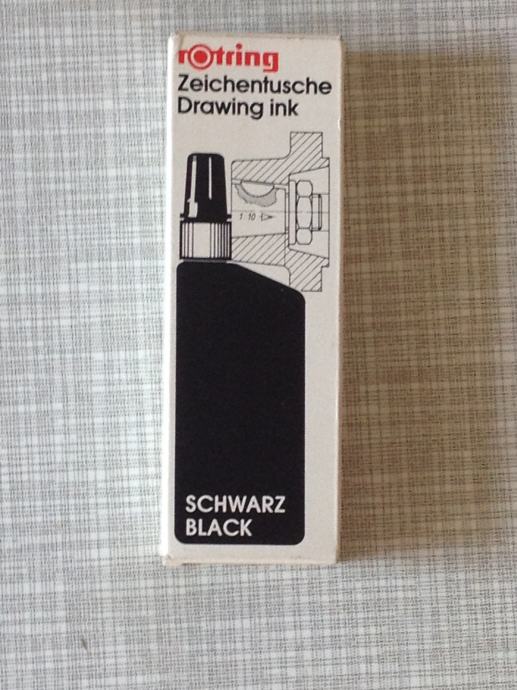 rotring
Zeichentusche
Drawing ink
1:10
SCHWARZ
BLACK